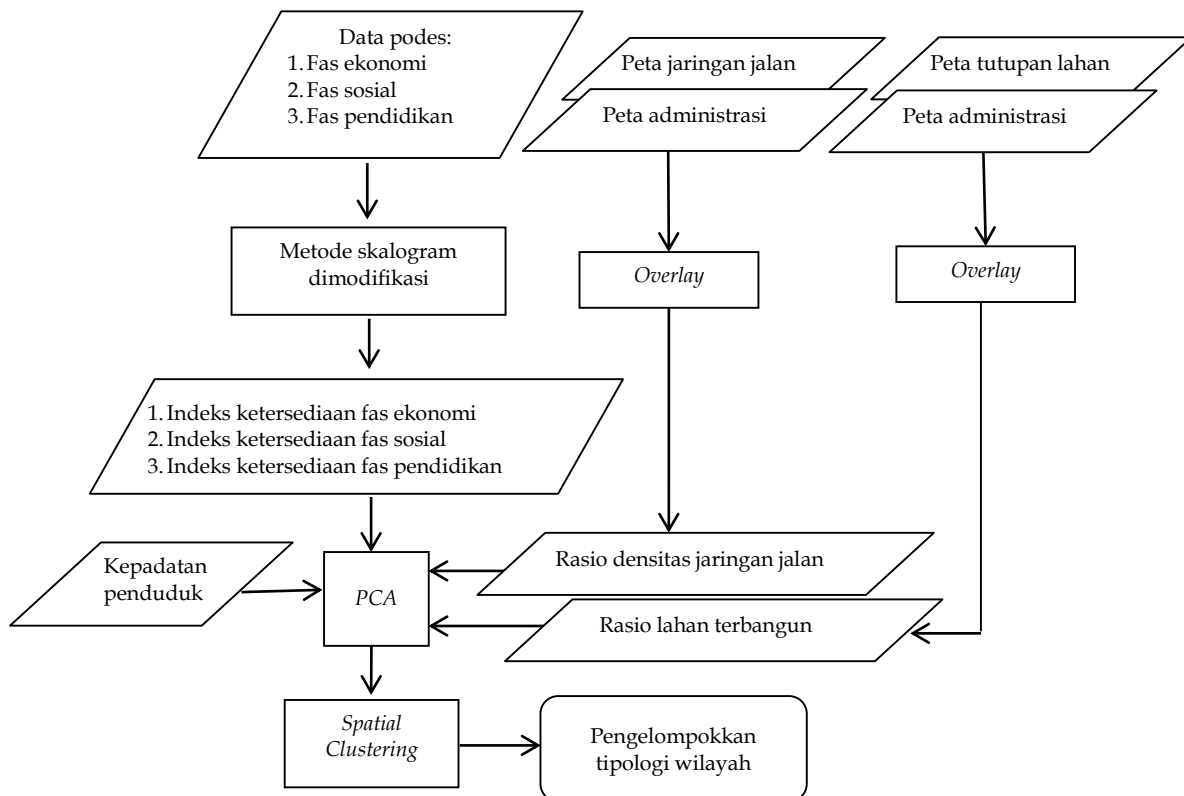 Data podes:
1. Fas ekonomi
2. Fas sosial
3. Fas pendidikan
Peta jaringan jalan
Peta administrasi
Peta tutupan lahan
Peta administrasi
Metode skalogram
dimodifikasi
Overlay
Overlay
1. Indeks ketersediaan fas ekonomi
2. Indeks ketersediaan fas sosial
3. Indeks ketersediaan fas pendidikan
Kepadatan
penduduk
PCA
Rasio densitas jaringan jalan
Rasio lahan terbangun
Spatial
Clustering
Pengelompokkan
tipologi wilayah